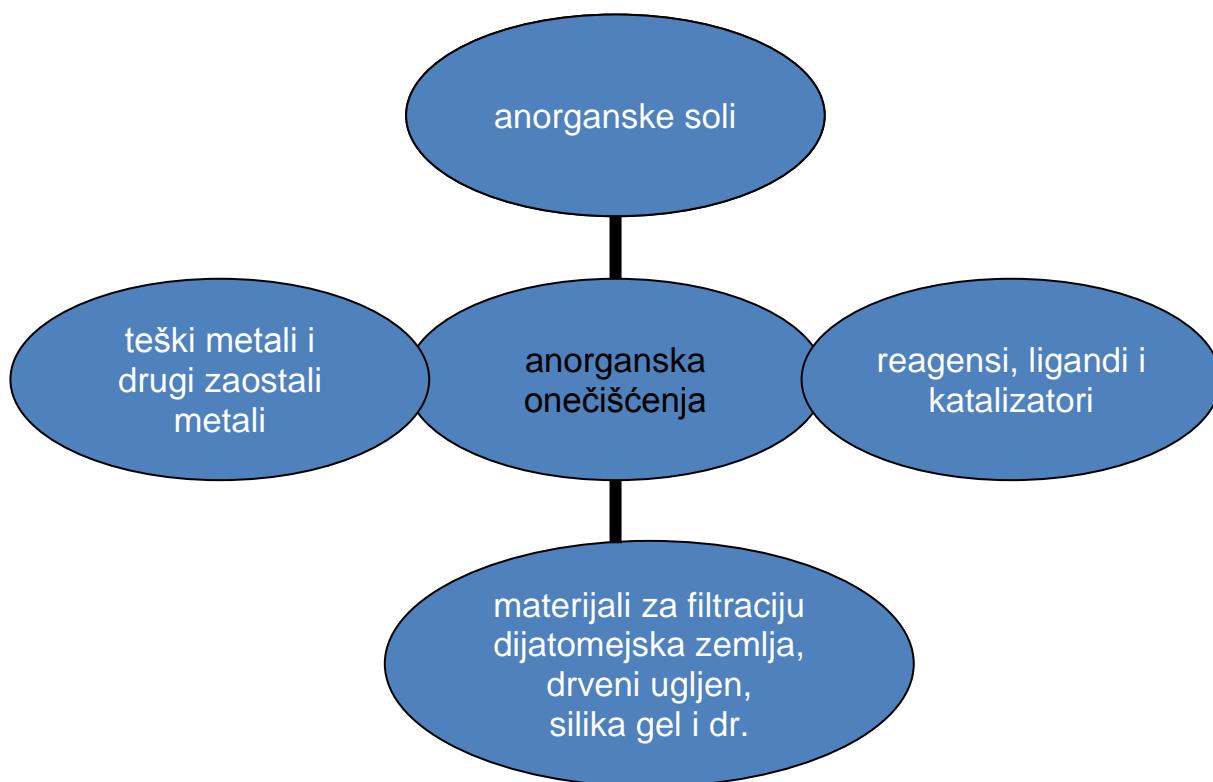 anorganske soli
teški metali i
drugi zaostali
metali
anorganska
onečišćenja
reagensi, ligandi i
katalizatori
materijali za filtraciju
dijatomejska zemlja,
drveni ugljen,
silika gel i dr.